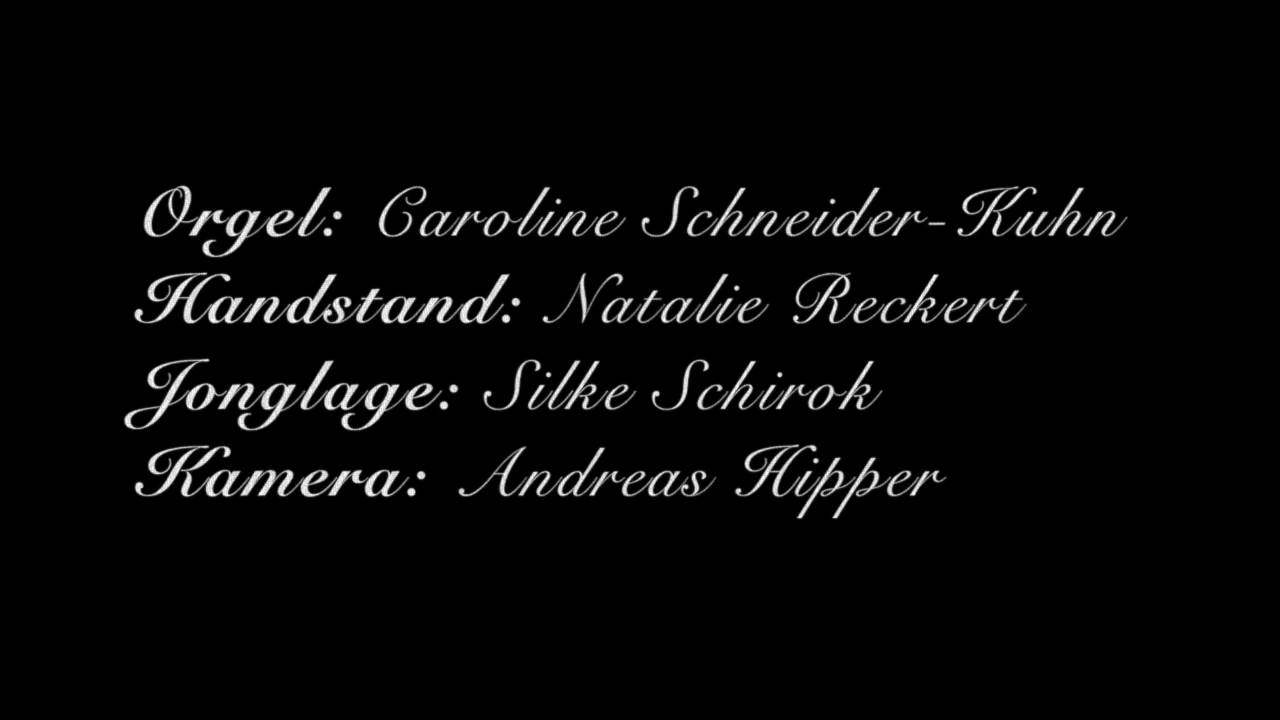 Orgel: Caroline Schneider-Kuhn
Handstand: Natalie Reckert
Jonglage: Silke Schirok
Kamera: Andreas Hipper